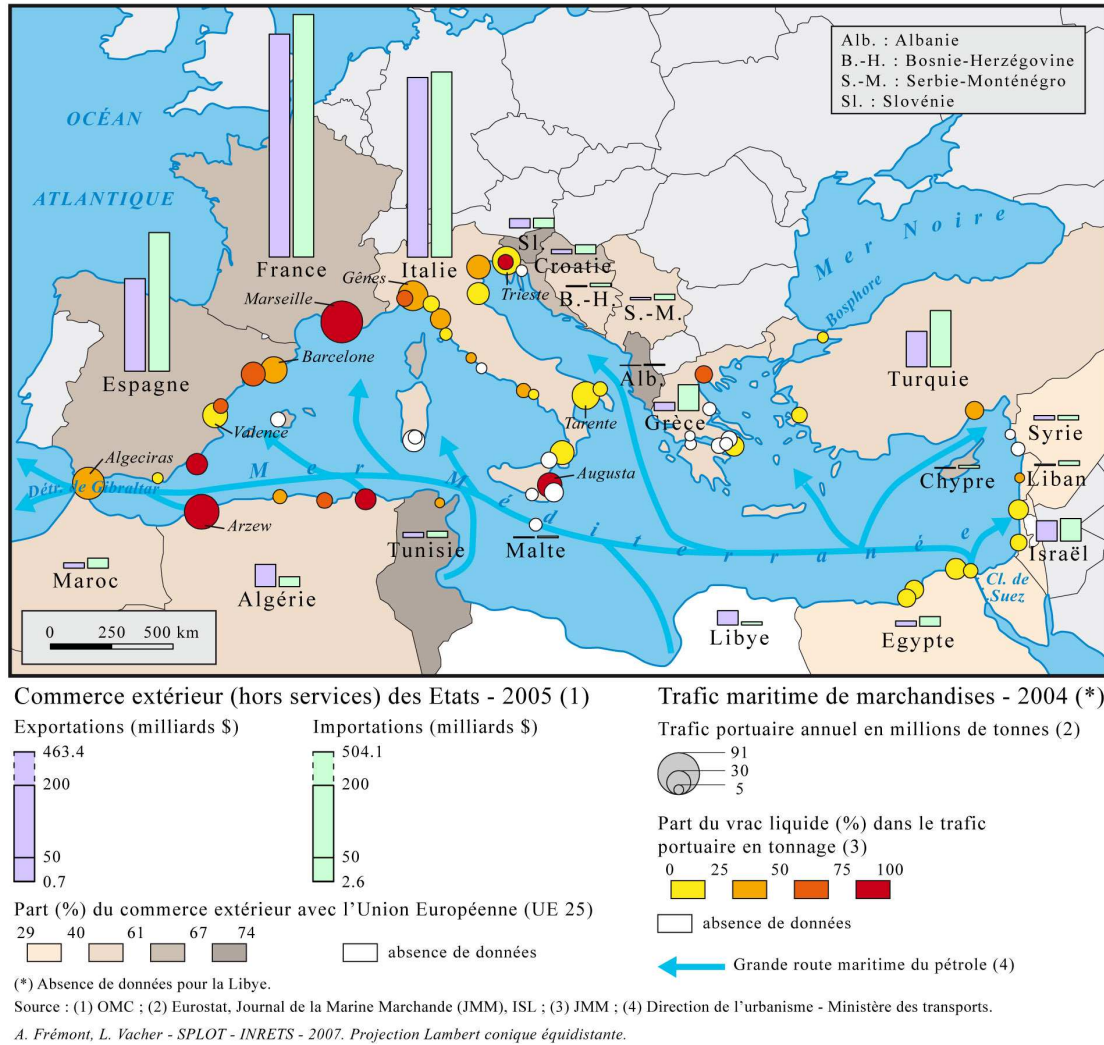 Alb. : Albanie
B.-H. : Bosnie-Herzégovine
S.-M. : Serbie-Monténégro
Sl. : Slovénie
OCÉAN
ATLANTIQUE
Mer Noire
Bosphore
France
Italie
Sl.
Croatie
Gênes
Marseille
Trieste
B.-H.
S.-M.
Barcelone
Espagne
Alb.
Turquie
Grèce
Tarente
Valence
Syrie
Algeciras
Augusta
Chypre
Liban
Détr. de Gibraltar
Mer Méditerranée
Arzew
Tunisie
Malte
Israël
Maroc
Algérie
Cl. de
Suez
Libye
Egypte
0 250 500 km
Commerce extérieur (hors services) des Etats - 2005 (1)
Exportations (milliards $)
463.4
200
50
0.7
Importations (milliards $)
504.1
200
50
2.6
Part (%) du commerce extérieur avec l’Union Européenne (UE 25)
29 40 61 67 74
absence de données
(*) Absence de données pour la Libye.
Trafic maritime de marchandises - 2004 (*)
Trafic portuaire annuel en millions de tonnes (2)
91
30
5
Part du vrac liquide (%) dans le trafic
portuaire en tonnage (3)
0 25 50 75 100
absence de données
Grande route maritime du pétrole (4)
Source : (1) OMC ; (2) Eurostat, Journal de la Marine Marchande (JMM), ISL ; (3) JMM ; (4) Direction de l’urbanisme - Ministère des transports.
A. Frémont, L. Vacher - SPLOT - INRETS - 2007. Projection Lambert conique équidistante.